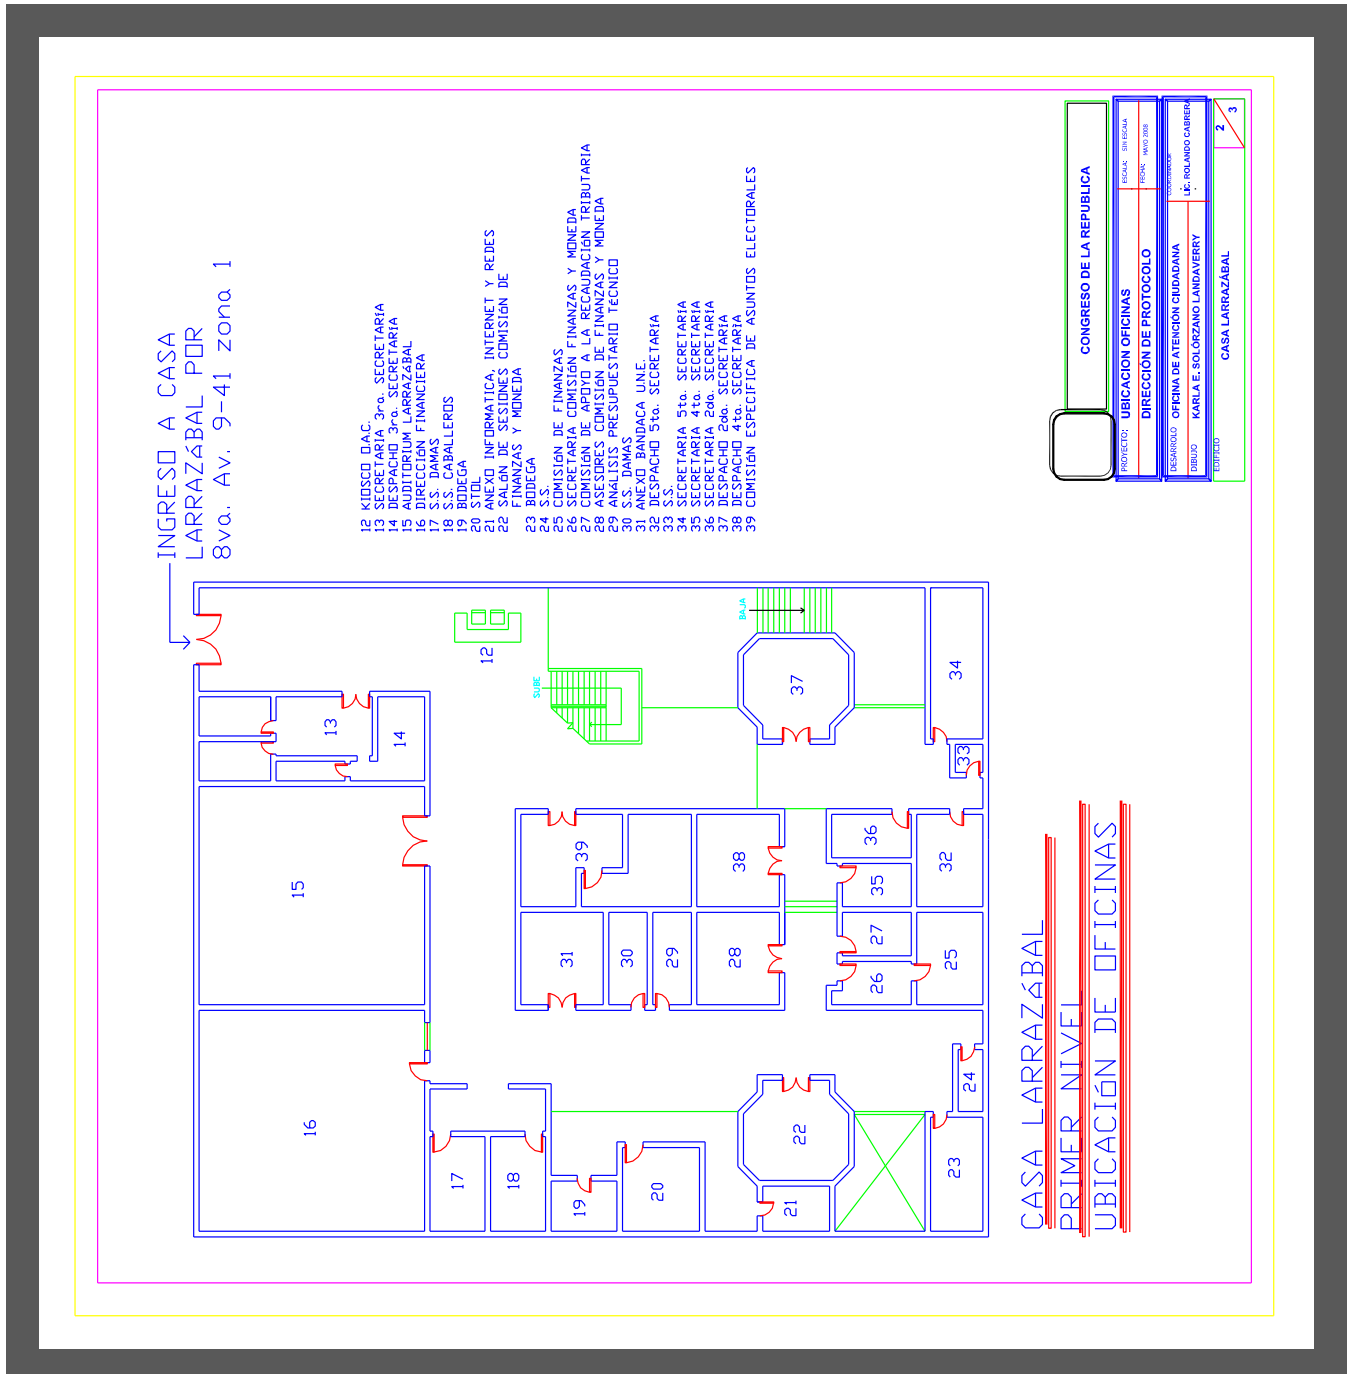 INGRESO A CASA
LARRAZÁBAL POR
8va. Av. 9-41 zona 1
12 KIOSCO O.A.C.
13 SECRETARIA 3ra. SECRETARIA
14 DESPACHO 3ra. SECRETARIA
15 AUDITORIUM LARRAZÁBAL
16 DIRECCIÓN FINANCIERA
17 S.S. DAMAS
18 S.S. CABALLEROS
19 BODEGA
20 STOL
21 ANEXO INFORMATICA, INTERNET Y REDES
22 SALÓN DE SESIONES COMISIÓN DE
FINANZAS Y MONEDA
23 BODEGA
24 S.S.
25 COMISIÓN DE FINANZAS
26 SECRETARIA COMISIÓN FINANZAS Y MONEDA
27 COMISIÓN DE APOYO A LA RECAUDACIÓN TRIBUTARIA
28 ASESORES COMISIÓN DE FINANZAS Y MONEDA
29 ANÁLISIS PRESUPUESTARIO TÉCNICO
30 S.S. DAMAS
31 ANEXO BANDACA U.N.E.
32 DESPACHO 5ta. SECRETARIA
33 S.S.
34 SECRETARIA 5ta. SECRETARIA
35 SECRETARIA 4ta. SECRETARIA
36 SECRETARIA 2da. SECRETARIA
37 DESPACHO 2da. SECRETARIA
38 DESPACHO 4ta. SECRETARIA
39 COMISIÓN ESPECIFICA DE ASUNTOS ELECTORALES
CONGRESO DE LA REPUBLICA
PROYECTO: UBICACION OFICINAS
DIRECCIÓN DE PROTOCOLO
ESCALA: SIN ESCALA
FECHA: MAYO 2008
DESARROLLO OFICINA DE ATENCIÓN CIUDADANA
DIBUJO KARLA E. SOLÓRZANO LANDAVERRY
COORDINADOR
LIC. ROLANDO CABRERA
EDIFICIO CASA LARRAZÁBAL
2
3
12
SUBE
BAJA
13
14
15
16
17
18
19
20
21
22
23
24
25
26
27
28
29
30
31
32
33
34
35
36
37
38
39
CASA LARRAZÁBAL
PRIMER NIVEL
UBICACIÓN DE OFICINAS